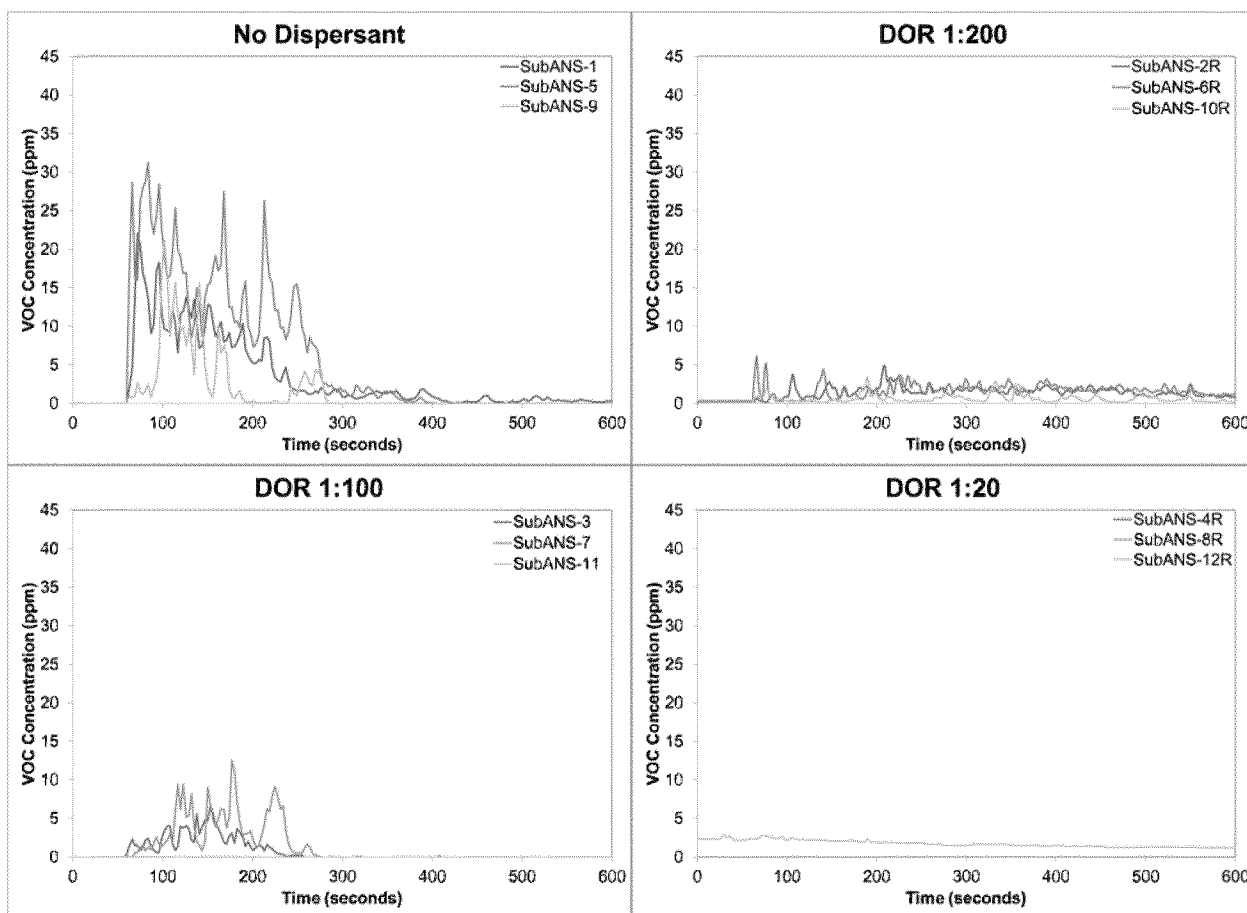 No Dispersant
45
40
35
30
25
20
15
10
5
0
VOC Concentration (ppm)
SubANS-1
SubANS-5
SubANS-9
0 100 200 300 400 500 600
Time (seconds)
DOR 1:200
45
40
35
30
25
20
15
10
5
0
VOC Concentration (ppm)
SubANS-2R
SubANS-6R
SubANS-10R
0 100 200 300 400 500 600
Time (seconds)
DOR 1:100
45
40
35
30
25
20
15
10
5
0
VOC Concentration (ppm)
SubANS-3
SubANS-7
SubANS-11
0 100 200 300 400 500 600
Time (seconds)
DOR 1:20
45
40
35
30
25
20
15
10
5
0
VOC Concentration (ppm)
SubANS-4R
SubANS-8R
SubANS-12R
0 100 200 300 400 500 600
Time (seconds)